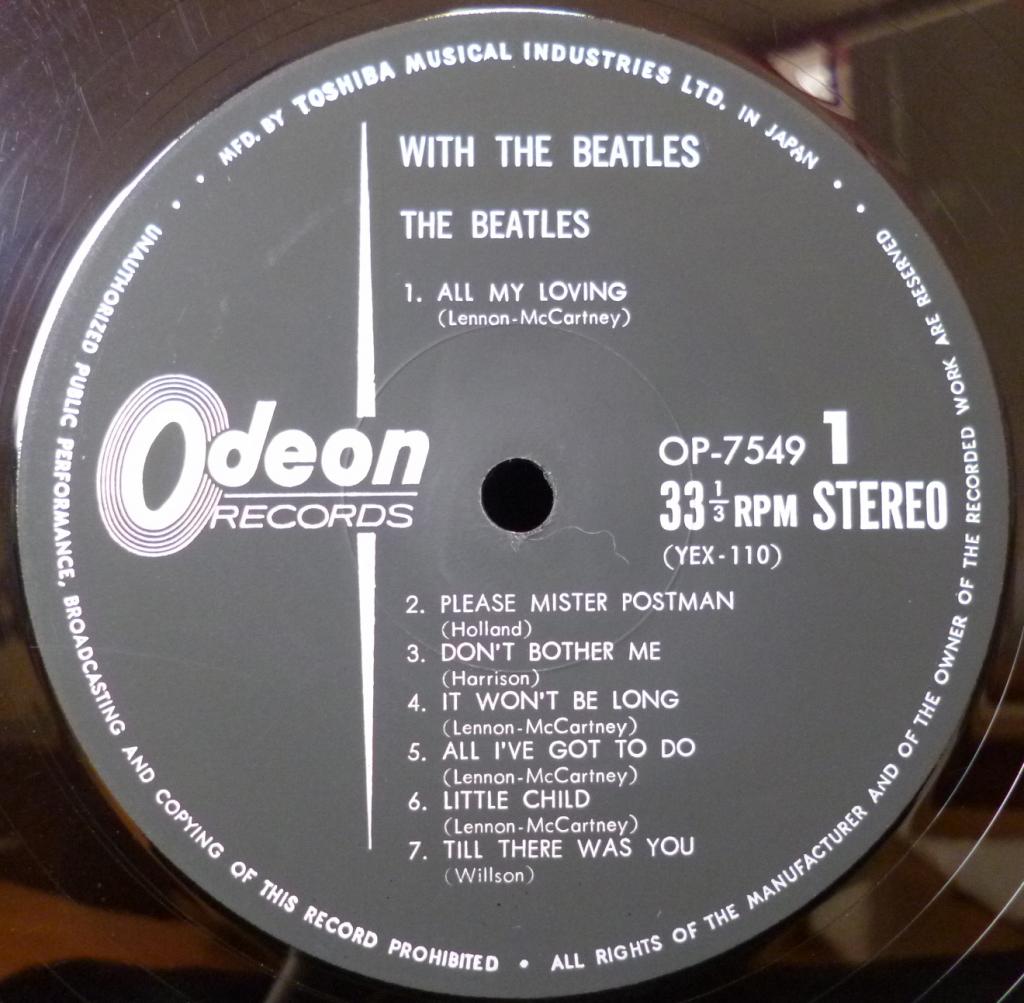 MFD. BY TOSHIBA MUSICAL INDUSTRIES LTD. IN JAPAN
WITH THE BEATLES
THE BEATLES
1. ALL MY LOVING
(Lennon-McCartney)
Odeon
RECORDS
OP-7549 1
33 1/3 RPM STEREO
(YEX-110)
2. PLEASE MISTER POSTMAN
(Holland)
3. DON'T BOTHER ME
(Harrison)
4. IT WON'T BE LONG
(Lennon-McCartney)
5. ALL I'VE GOT TO DO
(Lennon-McCartney)
6. LITTLE CHILD
(Lennon-McCartney)
7. TILL THERE WAS YOU
(Willson)
UNAUTHORIZED PUBLIC PERFORMANCE, BROADCASTING AND COPYING OF THIS RECORD PROHIBITED • ALL RIGHTS OF THE MANUFACTURER AND OF THE OWNER OF THE RECORDED WORK ARE RESERVED